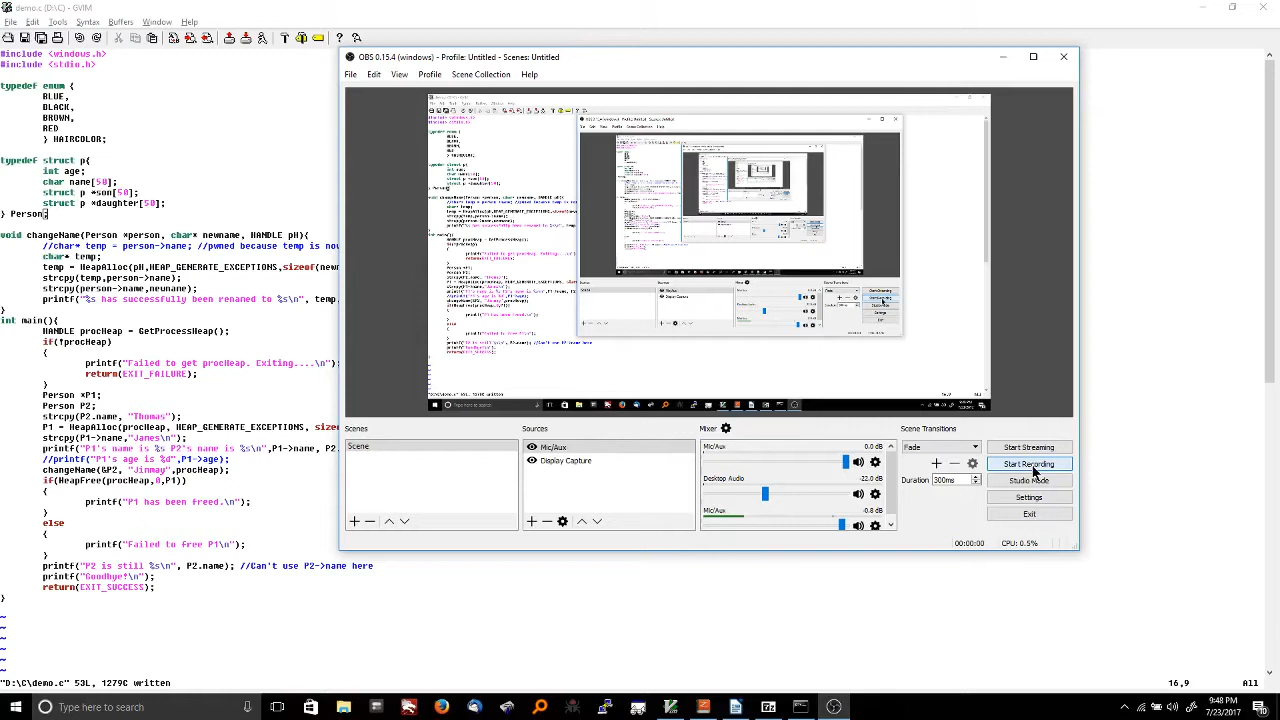 demo.c (D:\C) - GVIM
File Edit Tools Syntax Buffers Window Help
#include <windows.h>
#include <stdio.h>
typedef enum {
BLUE,
BLACK,
BROWN,
RED
} HAIRCOLOR;
typedef struct p{
int age;
char name[50];
struct p *son[50];
struct p *daughter[50];
} Person;
void changeName(Person *person, char* newname, HANDLE pH){
//char* temp = person->name; //pwned because temp is now
char* temp;
temp = HeapAlloc(pH,HEAP_GENERATE_EXCEPTIONS,sizeof(newn
strcpy(temp,person->name);
strcpy(person->name,newname);
printf("%s has successfully been renamed to %s\n", temp,
}
int main(){
HANDLE procHeap = GetProcessHeap();
if(!procHeap)
{
printf("Failed to get procHeap. Exiting....\n");
return(EXIT_FAILURE);
}
Person *P1;
Person P2;
strcpy(P2.name, "Thomas");
P1 = HeapAlloc(procHeap, HEAP_GENERATE_EXCEPTIONS, sizeo
strcpy(P1->name,"James\n");
printf("P1's name is %s P2's name is %s\n",P1->name, P2.
//printf("P1's age is %d",P1->age);
changeName(&P2, "Jimmay",procHeap);
if(HeapFree(procHeap,0,P1))
{
printf("P1 has been freed.\n");
}
else
{
printf("Failed to free P1\n");
}
printf("P2 is still %s\n", P2.name); //Can't use P2->name here
printf("Goodbye!\n");
return(EXIT_SUCCESS);
}
~
~
~
~
~
~
"D:\C\demo.c" 53L, 1279C written
16,9
All
OBS 0.15.4 (windows) - Profile: Untitled - Scenes: Untitled
File Edit View Profile Scene Collection Help
Scenes
Scene
Sources
Mic/Aux
Display Capture
Mixer
Mic/Aux 0.0 dB
Desktop Audio -22.0 dB
Mic/Aux -0.8 dB
Scene Transitions
Fade
Duration 300ms
Start Streaming
Start Recording
Studio Mode
Settings
Exit
00:00:00 CPU: 0.5%
Type here to search
9:48 PM
7/23/2017